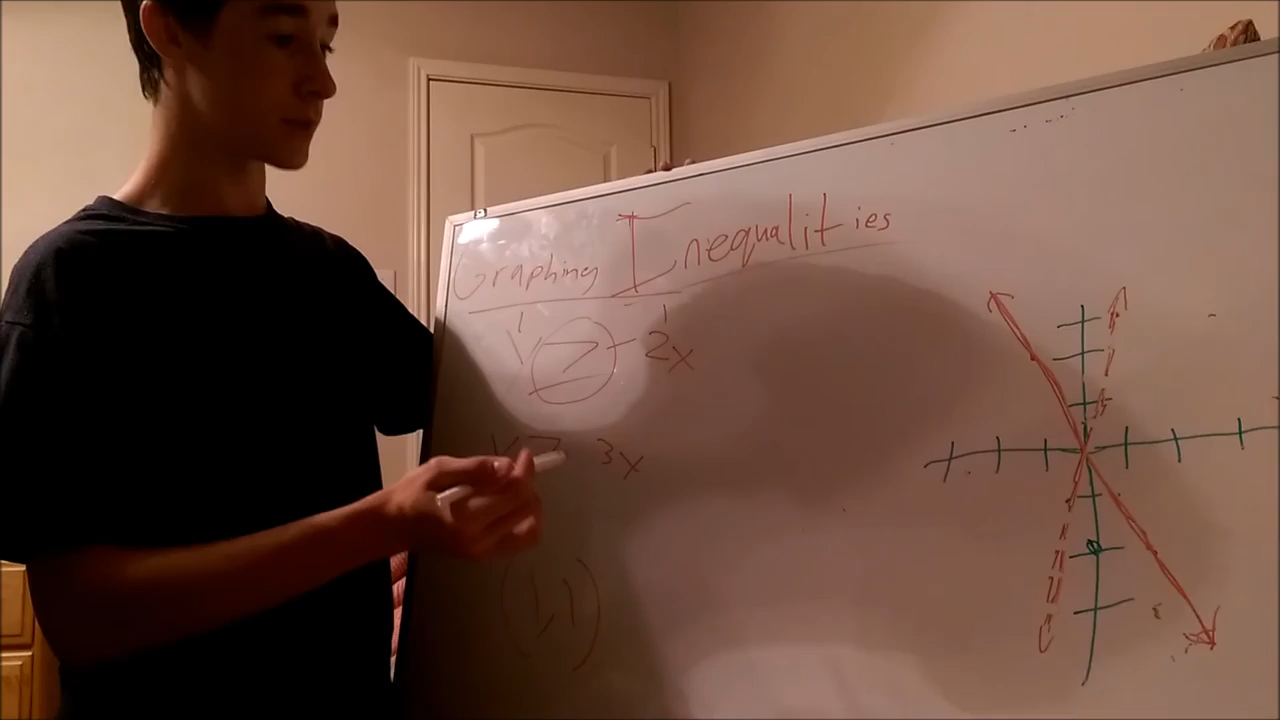 Graphing Inequalities
y ≥ -2x
y > 3x
(1,1)